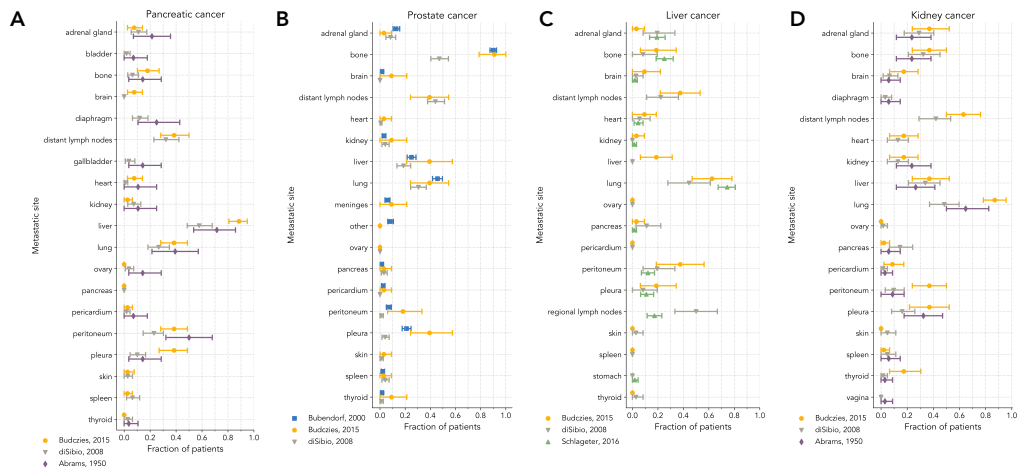 A
Pancreatic cancer
Metastatic site
adrenal gland
bladder
bone
brain
diaphragm
distant lymph nodes
gallbladder
heart
kidney
liver
lung
ovary
pancreas
pericardium
peritoneum
pleura
skin
spleen
thyroid
0.0 0.2 0.4 0.6 0.8 1.0
Fraction of patients
Budczies, 2015
diSibio, 2008
Abrams, 1950
B
Prostate cancer
Metastatic site
adrenal gland
bone
brain
distant lymph nodes
heart
kidney
liver
lung
meninges
other
ovary
pancreas
pericardium
peritoneum
pleura
skin
spleen
thyroid
0.0 0.2 0.4 0.6 0.8 1.0
Fraction of patients
Bubendorf, 2000
Budczies, 2015
diSibio, 2008
C
Liver cancer
Metastatic site
adrenal gland
bone
brain
distant lymph nodes
heart
kidney
liver
lung
ovary
pancreas
pericardium
peritoneum
pleura
regional lymph nodes
skin
spleen
stomach
thyroid
0.0 0.2 0.4 0.6 0.8 1.0
Fraction of patients
Budczies, 2015
diSibio, 2008
Schlageter, 2016
D
Kidney cancer
Metastatic site
adrenal gland
bone
brain
diaphragm
distant lymph nodes
heart
kidney
liver
lung
ovary
pancreas
pericardium
peritoneum
pleura
skin
spleen
thyroid
vagina
0.0 0.2 0.4 0.6 0.8 1.0
Fraction of patients
Budczies, 2015
diSibio, 2008
Abrams, 1950